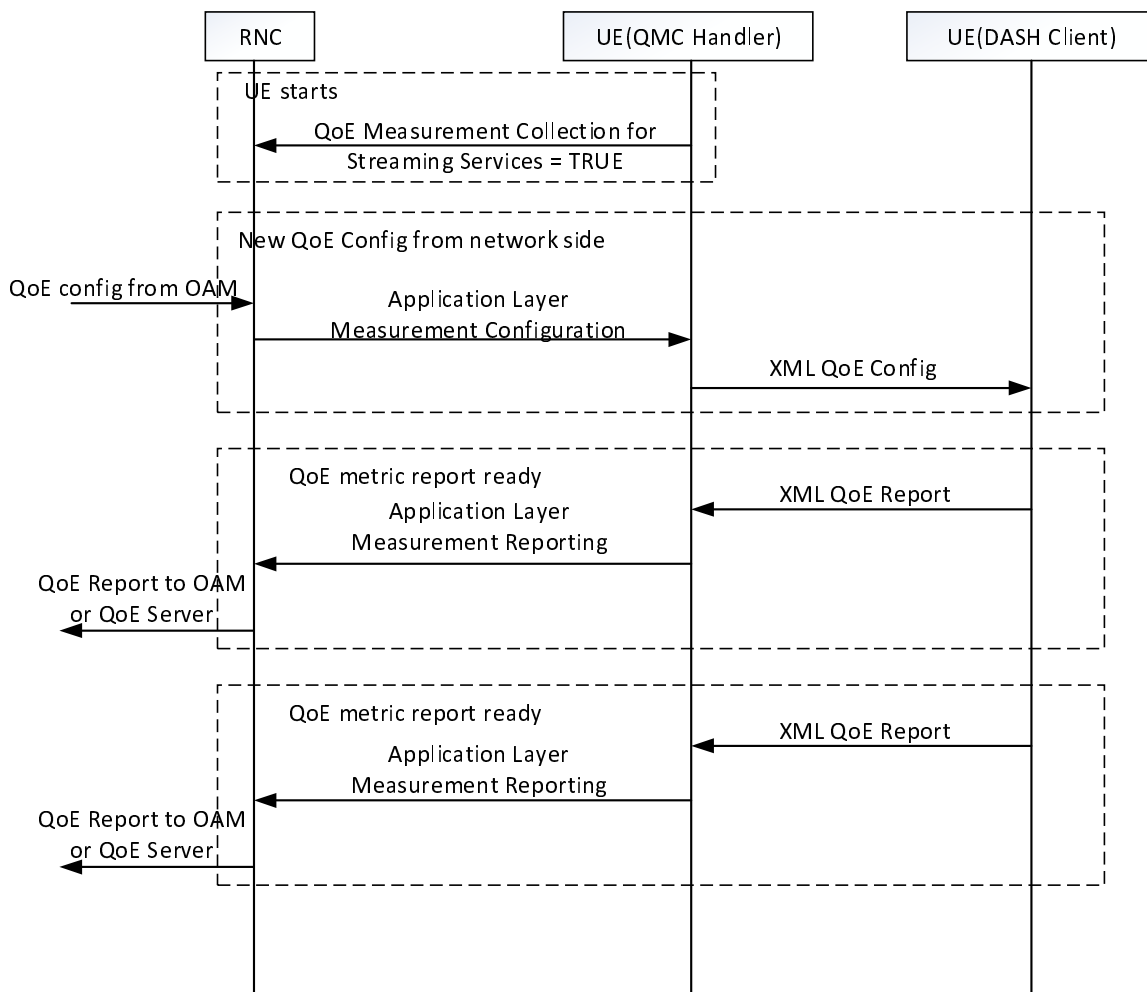 RNC
UE(QMC Handler)
UE(DASH Client)
UE starts
QoE Measurement Collection for
Streaming Services = TRUE
New QoE Config from network side
QoE config from OAM
Application Layer
Measurement Configuration
XML QoE Config
QoE metric report ready
XML QoE Report
Application Layer
Measurement Reporting
QoE Report to OAM
or QoE Server
QoE metric report ready
XML QoE Report
Application Layer
Measurement Reporting
QoE Report to OAM
or QoE Server